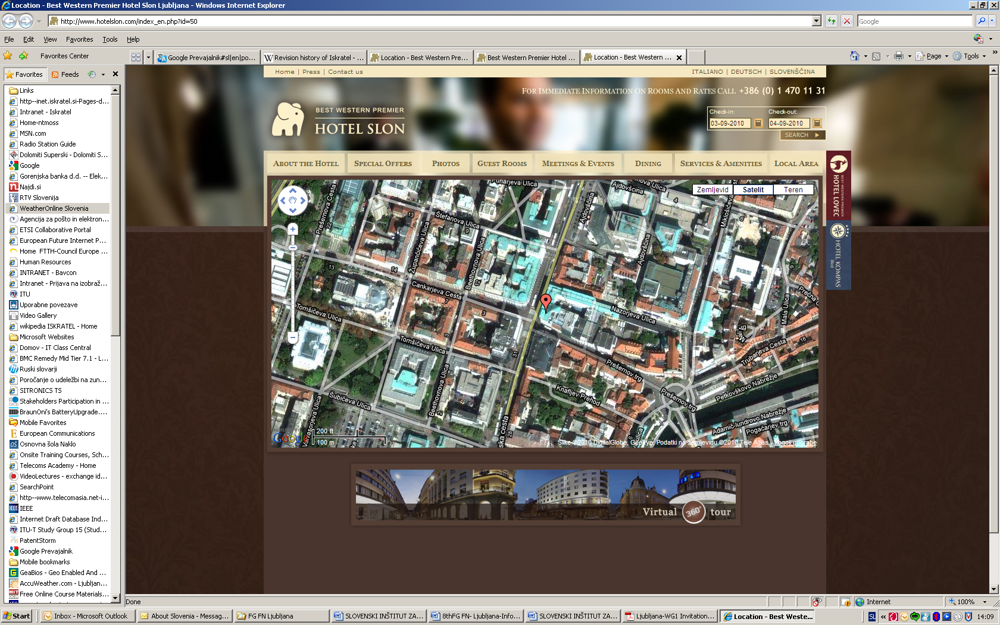 Location - Best Western Premier Hotel Slon Ljubljana - Windows Internet Explorer
http://www.hotelslon.com/index_en.php?id=50
Google
File Edit View Favorites Tools Help
Favorites Center
Google Prevajalnik#sl|en|po...
Revision history of Iskratel - ...
Location - Best Western Pre...
Best Western Premier Hotel ...
Location - Best Western ...
Page Tools
Favorites Feeds
Links
http--inet.iskratel.si-Pages-d...
Intranet - Iskratel
Home-ntmoss
MSN.com
Radio Station Guide
Dolomiti Superski - Dolomiti S...
Google
Gorenjska banka d.d. -- Elek...
Najdi.si
RTV Slovenija
WeatherOnline Slovenia
Agencija za pošto in elektron...
ETSI Collaborative Portal
European Future Internet P...
Home FTTH-Council Europe ...
Human Resources
INTRANET - Bavcon
Intranet - Prijava na izobraž...
ITU
Uporabne povezave
Video Gallery
wikipedia ISKRATEL - Home
Microsoft Websites
Domov - IT Class Central
BMC Remedy Mid Tier 7.1 - L...
Ruski slovarji
Poročanje o udeležbi na zun...
SITRONICS TS
Stakeholders Participation in ...
BraunOni's BatteryUpgrade....
Mobile Favorites
European Communications
Osnovna šola Naklo
Onsite Training Courses, Sch...
Telecoms Academy - Home
VideoLectures - exchange id...
SearchPoint
http--www.telecomasia.net-i...
IEEE
Internet Draft Database Ind...
ITU-T Study Group 15 (Stud...
PatentStorm
Google Prevajalnik
Mobile bookmarks
GeaBios - Geo Enabled And ...
AccuWeather.com - Ljubljan...
Free Online Course Materials...
Home | Press | Contact us
ITALIANO | DEUTSCH | SLOVENŠČINA
FOR IMMEDIATE INFORMATION ON ROOMS AND RATES CALL +386 (0) 1 470 11 31
BEST WESTERN PREMIER
HOTEL SLON
Check-in: Check-out:
03-09-2010 04-09-2010
SEARCH
ABOUT THE HOTEL
SPECIAL OFFERS
PHOTOS
GUEST ROOMS
MEETINGS & EVENTS
DINING
SERVICES & AMENITIES
LOCAL AREA
BEST WESTERN PREMIER
HOTEL LOVEC
HOTEL KOMPAS
Bled
Zemljevid Satelit Teren
Puharjeva Ulica
Ajdovščina
Prešernova Cesta
22
13
Štefanova Ulica
9
Župančičeva Ulica
Beethovnova Ulica
12
Ajdovščina
4
Ajdovščina
Miklošičeva
6
13
14
Cankarjeva Cesta
7
3
Tomšičeva Ulica
Nazorjeva Ulica
Mala Ulica
Prečna
6
Tomšičeva Ulica
3
31
Trubarjeva Cesta
16
6
Prešernov trg
Petkovškovo Nabrežje
Knafljev Prehod
Prešernov trg
Šubičeva Ulica
Beethovnova Ulica
2
28
Adamič-lundrovo Nabrežje
Pogačarjev trg
200 ft
100 m
Google
Slike ©2010 DigitalGlobe, GeoEye, Podatki na zemljevidu ©2010 Tele Atlas - Pogoji uporabe
Virtual 360° tour
Done
Internet
100%
Start
Inbox - Microsoft Outlook
About Slovenia - Messag...
FG FN Ljubljana
SLOVENSKI INŠTITUT ZA...
8thFG FN- Ljubljana-Info...
SLOVENSKI INŠTITUT ZA...
Ljubljana-WG1 Invitation...
Location - Best Weste...
SL
14:09